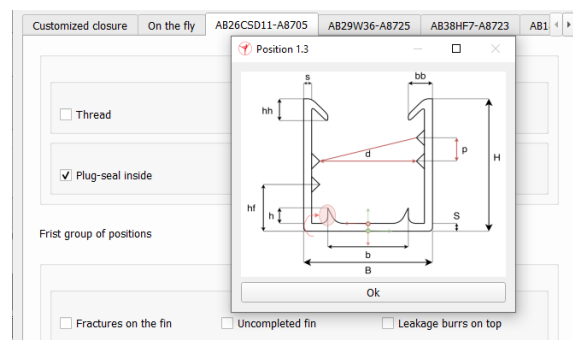 Customized closure On the fly AB26CSD11-A8705 AB29W36-A8725 AB38HF7-A8723 AB1
Position 1.3
Thread
Plug-seal inside
Frist group of positions
Fractures on the fin Uncompleted fin Leakage burrs on top
s bb
hh
d p H
hf h S
b
B
Ok